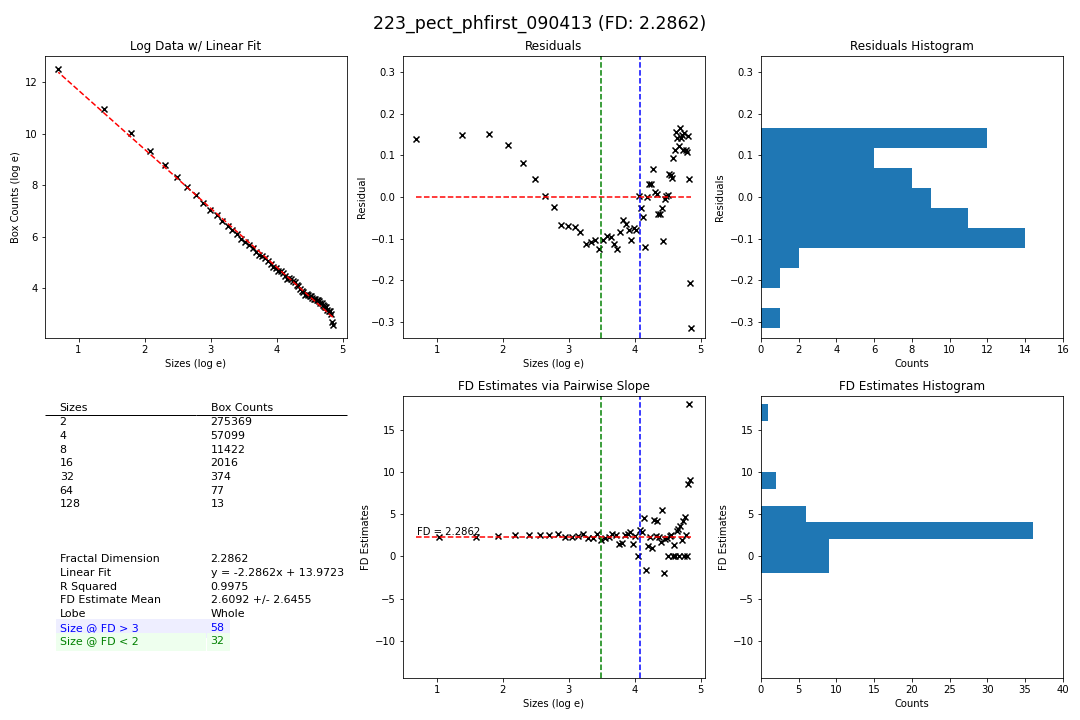 223_pect_phfirst_090413 (FD: 2.2862)
Log Data w/ Linear Fit
12
10
8
6
4
Box Counts (log e)
1 2 3 4 5
Sizes (log e)
Residuals
0.3
0.2
0.1
0.0
−0.1
−0.2
−0.3
Residual
1 2 3 4 5
Sizes (log e)
Residuals Histogram
0.3
0.2
0.1
0.0
−0.1
−0.2
−0.3
Residuals
0 2 4 6 8 10 12 14 16
Counts
Sizes Box Counts
2 275369
4 57099
8 11422
16 2016
32 374
64 77
128 13
Fractal Dimension 2.2862
Linear Fit y = -2.2862x + 13.9723
R Squared 0.9975
FD Estimate Mean 2.6092 +/- 2.6455
Lobe Whole
Size @ FD > 3 58
Size @ FD < 2 32
FD Estimates via Pairwise Slope
15
10
5
0
−5
−10
FD Estimates
FD = 2.2862
1 2 3 4 5
Sizes (log e)
FD Estimates Histogram
15
10
5
0
−5
−10
FD Estimates
0 5 10 15 20 25 30 35 40
Counts